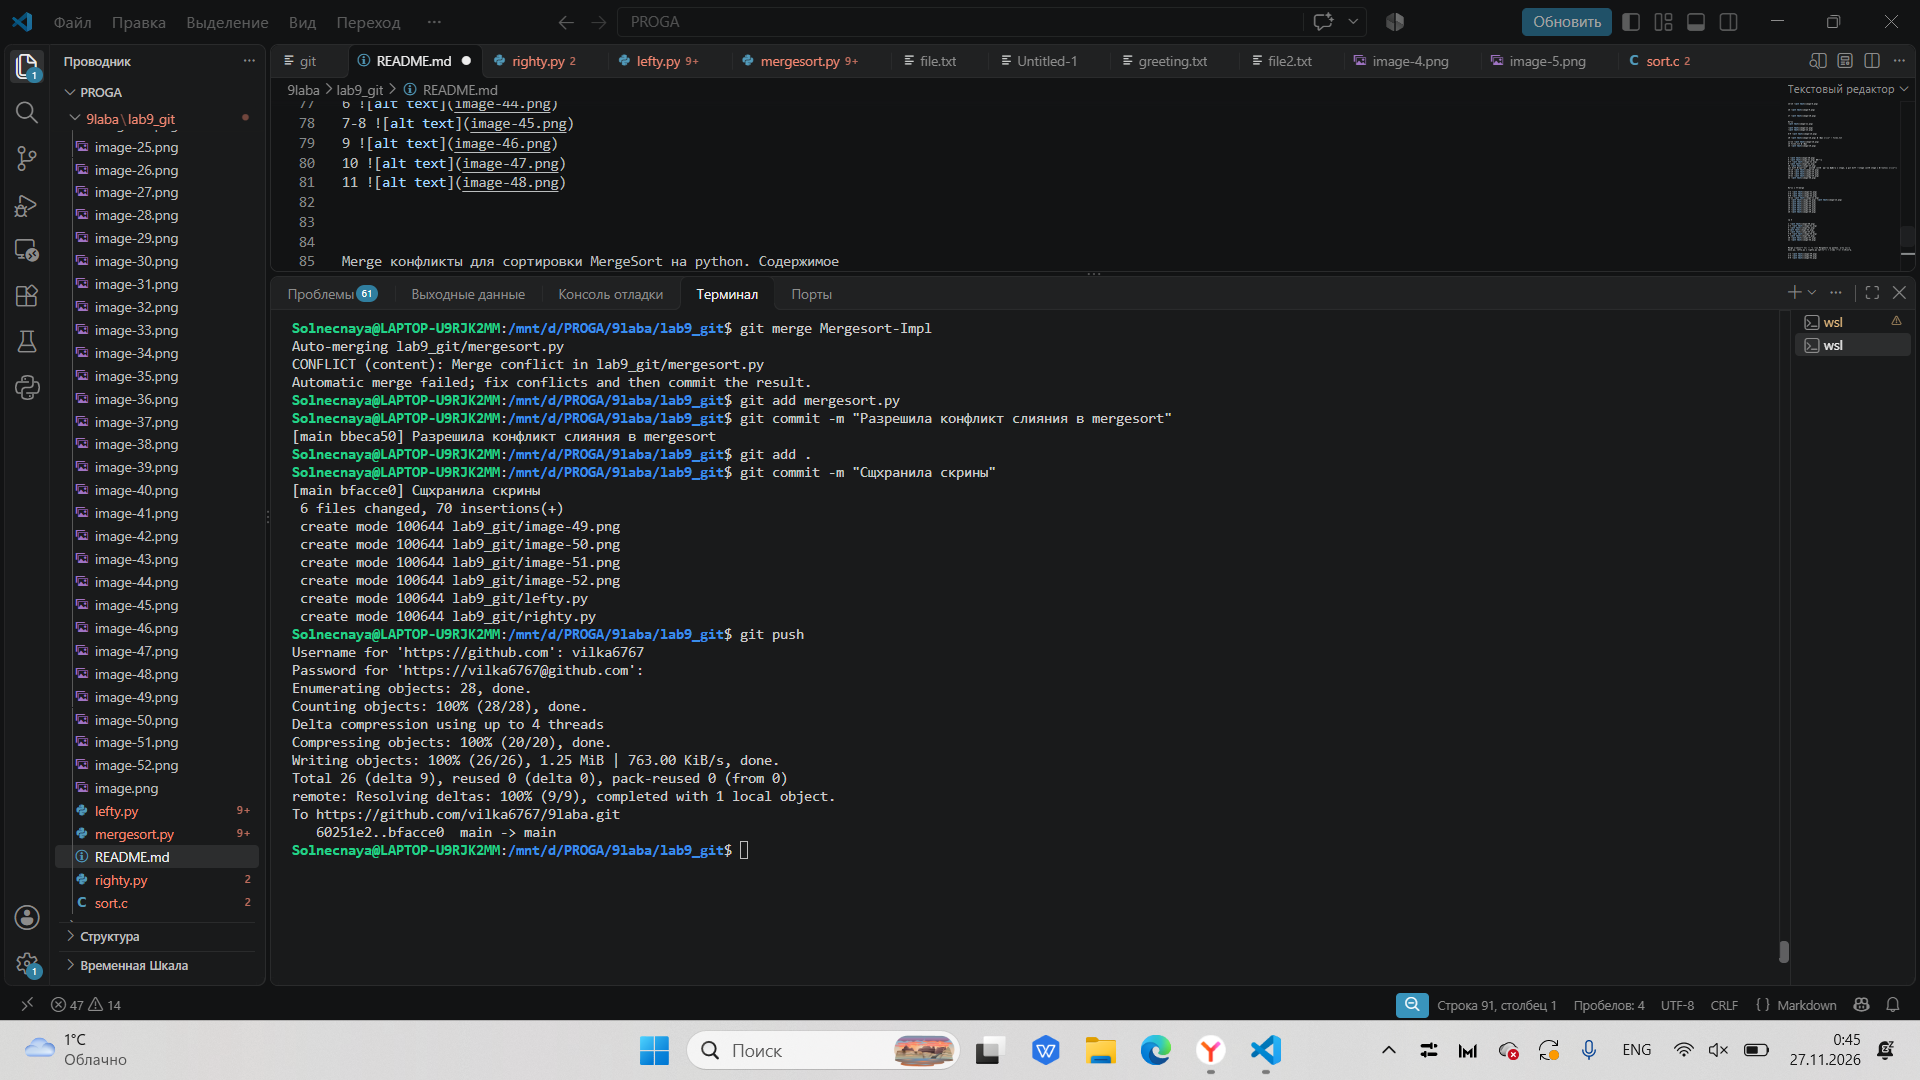 Файл Правка Выделение Вид Переход ··· PROGA Обновить
Проводник ···
PROGA
9laba\lab9_git
image-25.png
image-26.png
image-27.png
image-28.png
image-29.png
image-30.png
image-31.png
image-32.png
image-33.png
image-34.png
image-35.png
image-36.png
image-37.png
image-38.png
image-39.png
image-40.png
image-41.png
image-42.png
image-43.png
image-44.png
image-45.png
image-46.png
image-47.png
image-48.png
image-49.png
image-50.png
image-51.png
image-52.png
image.png
lefty.py 9+
mergesort.py 9+
README.md
righty.py 2
C sort.c 2
Структура
Временная Шкала
git README.md righty.py 2 lefty.py 9+ mergesort.py 9+ file.txt Untitled-1 greeting.txt file2.txt image-4.png image-5.png C sort.c 2
9laba > lab9_git > README.md
Текстовый редактор
77 6 ![alt text](image-44.png)
78 7-8 ![alt text](image-45.png)
79 9 ![alt text](image-46.png)
80 10 ![alt text](image-47.png)
81 11 ![alt text](image-48.png)
82
83
84
85 Merge конфликты для сортировки MergeSort на python. Содержимое
Проблемы 61 Выходные данные Консоль отладки Терминал Порты
wsl
wsl
Solnecnaya@LAPTOP-U9RJK2MM:/mnt/d/PROGA/9laba/lab9_git$ git merge Mergesort-Impl
Auto-merging lab9_git/mergesort.py
CONFLICT (content): Merge conflict in lab9_git/mergesort.py
Automatic merge failed; fix conflicts and then commit the result.
Solnecnaya@LAPTOP-U9RJK2MM:/mnt/d/PROGA/9laba/lab9_git$ git add mergesort.py
Solnecnaya@LAPTOP-U9RJK2MM:/mnt/d/PROGA/9laba/lab9_git$ git commit -m "Разрешила конфликт слияния в mergesort"
[main bbeca50] Разрешила конфликт слияния в mergesort
Solnecnaya@LAPTOP-U9RJK2MM:/mnt/d/PROGA/9laba/lab9_git$ git add .
Solnecnaya@LAPTOP-U9RJK2MM:/mnt/d/PROGA/9laba/lab9_git$ git commit -m "Сщхранила скрины"
[main bfacce0] Сщхранила скрины
6 files changed, 70 insertions(+)
create mode 100644 lab9_git/image-49.png
create mode 100644 lab9_git/image-50.png
create mode 100644 lab9_git/image-51.png
create mode 100644 lab9_git/image-52.png
create mode 100644 lab9_git/lefty.py
create mode 100644 lab9_git/righty.py
Solnecnaya@LAPTOP-U9RJK2MM:/mnt/d/PROGA/9laba/lab9_git$ git push
Username for 'https://github.com': vilka6767
Password for 'https://vilka6767@github.com':
Enumerating objects: 28, done.
Counting objects: 100% (28/28), done.
Delta compression using up to 4 threads
Compressing objects: 100% (20/20), done.
Writing objects: 100% (26/26), 1.25 MiB | 763.00 KiB/s, done.
Total 26 (delta 9), reused 0 (delta 0), pack-reused 0 (from 0)
remote: Resolving deltas: 100% (9/9), completed with 1 local object.
To https://github.com/vilka6767/9laba.git
60251e2..bfacce0 main -> main
Solnecnaya@LAPTOP-U9RJK2MM:/mnt/d/PROGA/9laba/lab9_git$
47 14 Строка 91, столбец 1 Пробелов: 4 UTF-8 CRLF { } Markdown
1°C
Облачно
Поиск
ENG
0:45
27.11.2026